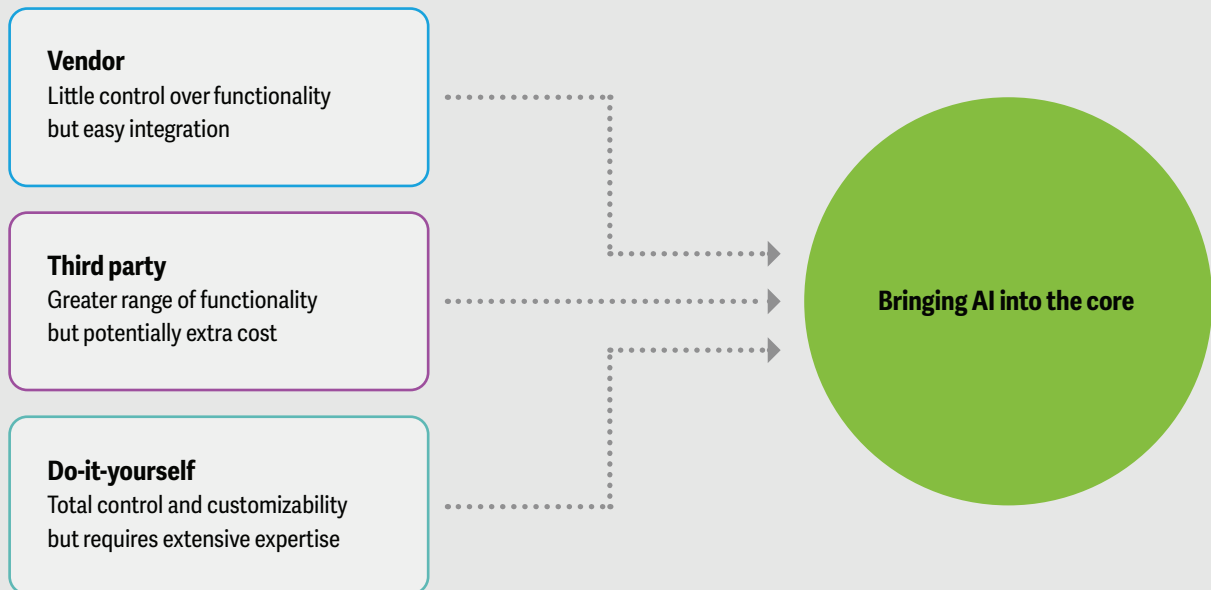 Vendor
Little control over functionality
but easy integration
Third party
Greater range of functionality
but potentially extra cost
Do-it-yourself
Total control and customizability
but requires extensive expertise
Bringing AI into the core